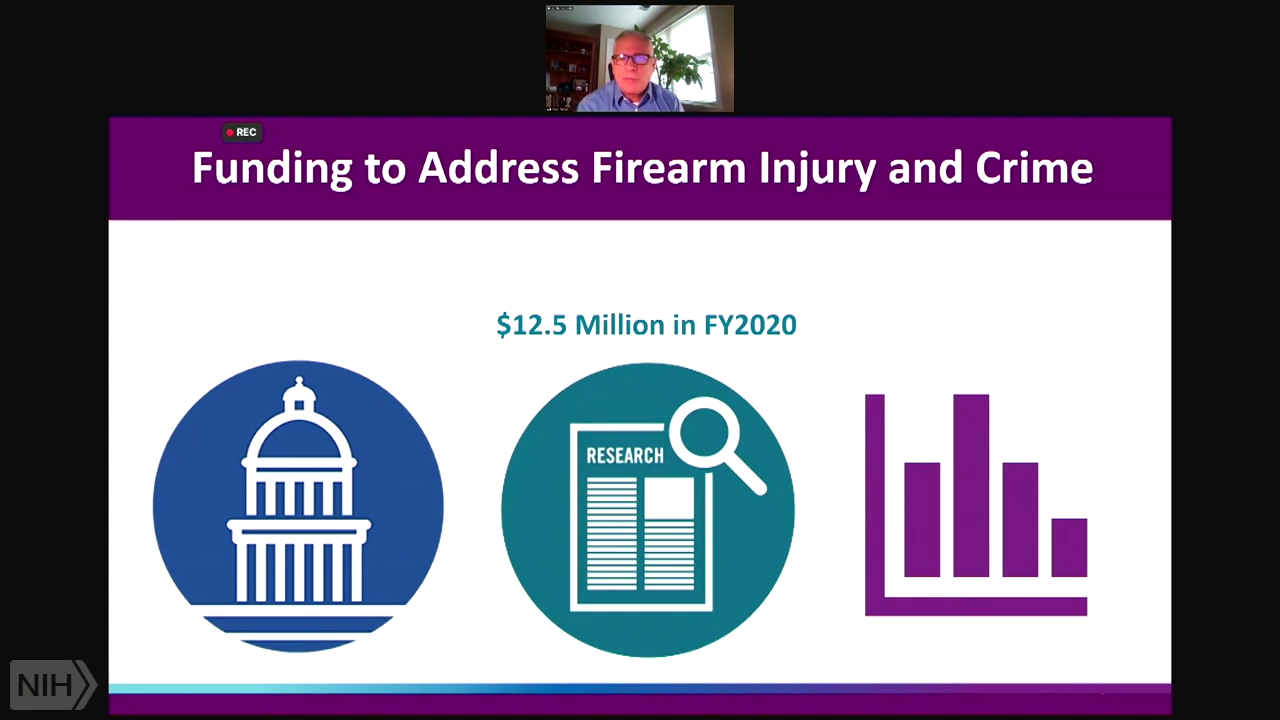 REC
Funding to Address Firearm Injury and Crime
$12.5 Million in FY2020
RESEARCH
NIH